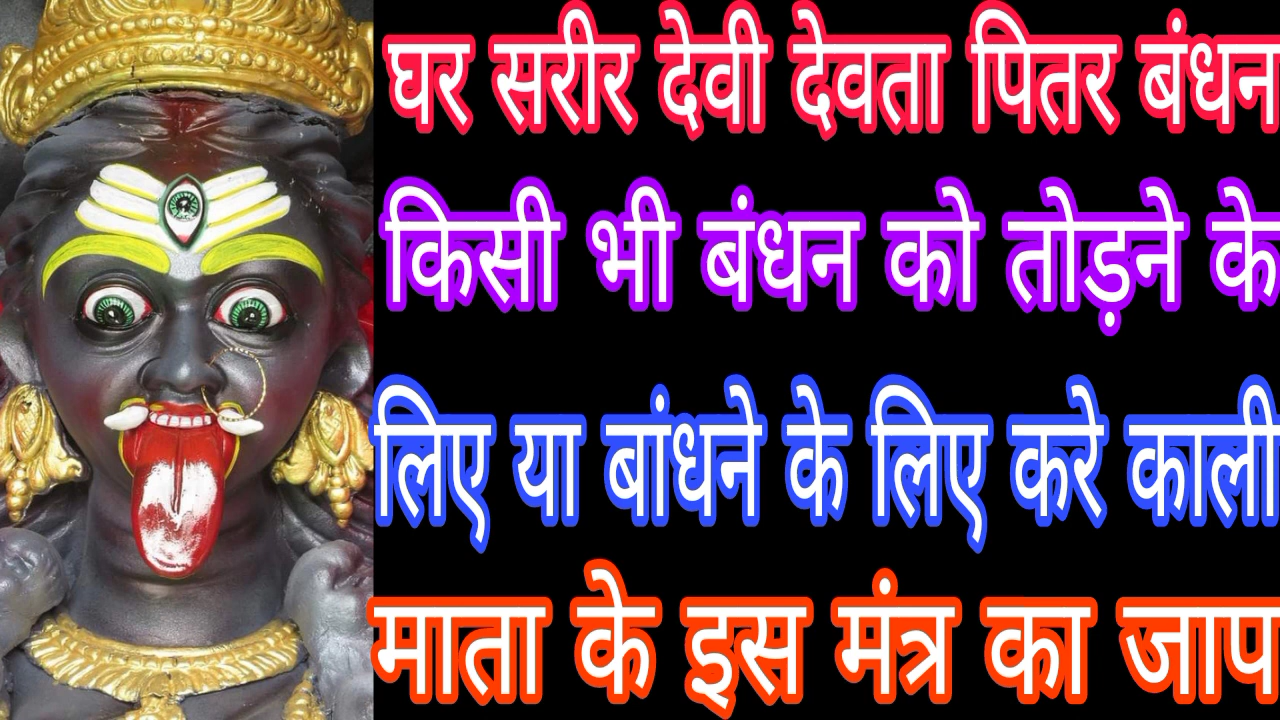 घर सरीर देवी देवता पितर बंधन
किसी भी बंधन को तोड़ने के
लिए या बांधने के लिए करे काली
माता के इस मंत्र का जाप